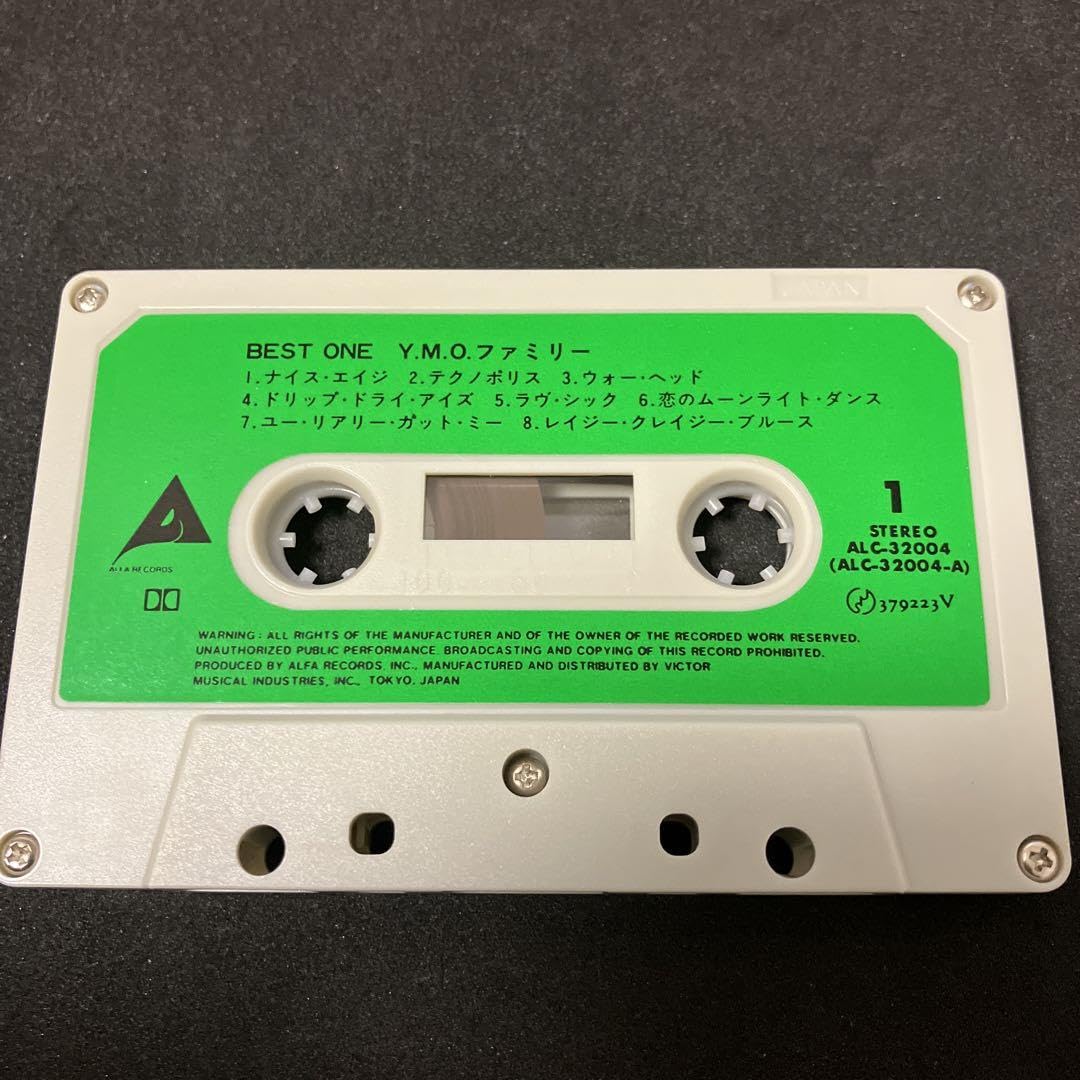 JAPAN
BEST ONE Y.M.O.ファミリー
1.ナイス・エイジ 2.テクノポリス 3.ウォー・ヘッド
4.ドリップ・ドライ・アイズ 5.ラヴ・シック 6.恋のムーンライト・ダンス
7.ユー・リアリー・ガット・ミー 8.レイジー・クレイジー・ブルース
1
STEREO
ALC-32004
(ALC-32004-A)
379223V
ALFA RECORDS
WARNING: ALL RIGHTS OF THE MANUFACTURER AND OF THE OWNER OF THE RECORDED WORK RESERVED.
UNAUTHORIZED PUBLIC PERFORMANCE. BROADCASTING AND COPYING OF THIS RECORD PROHIBITED.
PRODUCED BY ALFA RECORDS, INC., MANUFACTURED AND DISTRIBUTED BY VICTOR
MUSICAL INDUSTRIES, INC., TOKYO, JAPAN